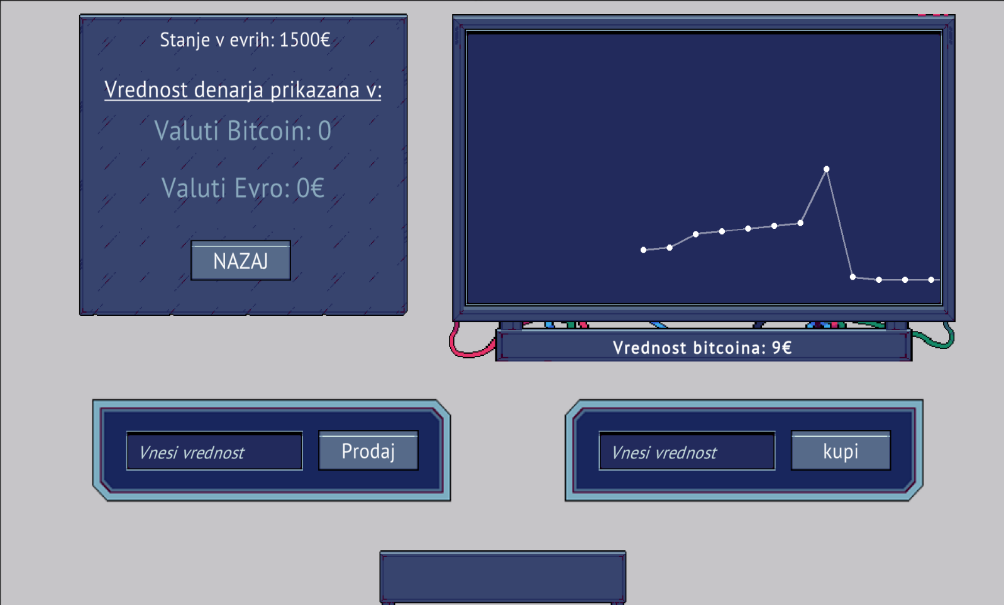 Stanje v evrih: 1500€
Vrednost denarja prikazana v:
Valuti Bitcoin: 0
Valuti Evro: 0€
NAZAJ
Vrednost bitcoina: 9€
Vnesi vrednost
Prodaj
Vnesi vrednost
kupi